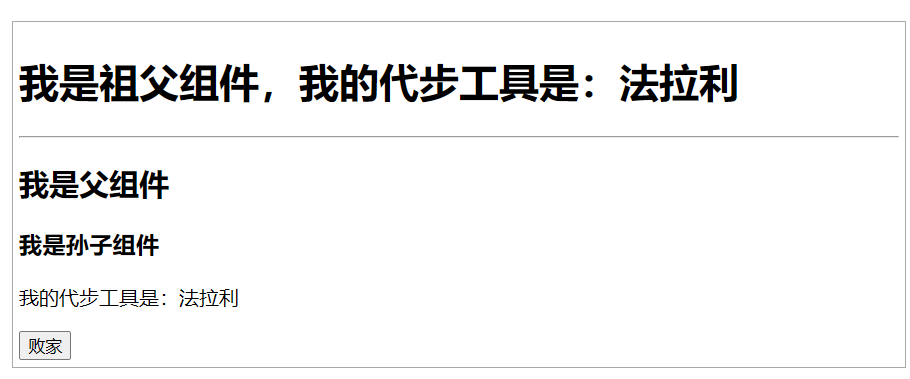 我是祖父组件，我的代步工具是：法拉利
我是父组件
我是孙子组件
我的代步工具是：法拉利
败家